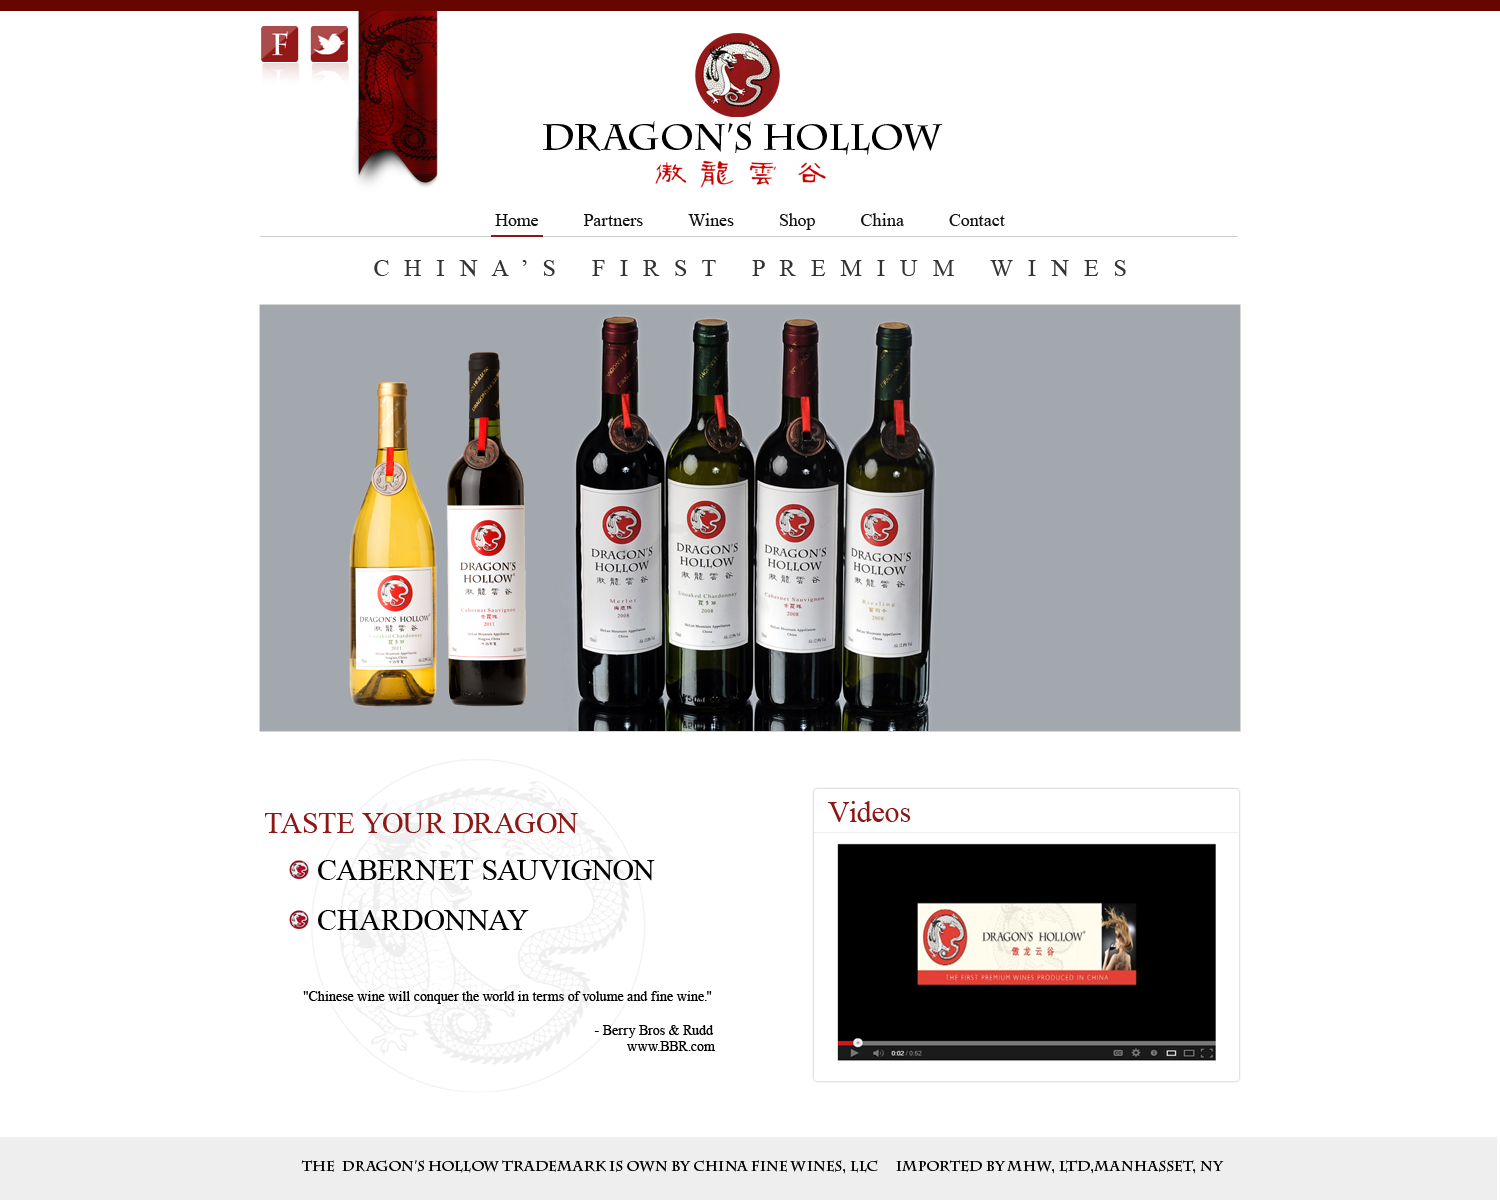 F
DRAGON'S HOLLOW
傲龍雲谷
Home Partners Wines Shop China Contact
CHINA'S FIRST PREMIUM WINES
DRAGON'S HOLLOW
傲龍雲谷
Unoaked Chardonnay
2011
DRAGON'S
HOLLOW
傲龍雲谷
Cabernet Sauvignon
2011
DRAGON'S
HOLLOW
傲龍雲谷
Merlot
2008
DRAGON'S
HOLLOW
傲龍雲谷
Unoaked Chardonnay
2008
DRAGON'S
HOLLOW
傲龍雲谷
Cabernet Sauvignon
2008
DRAGON'S
HOLLOW
傲龍雲谷
Riesling
2008
TASTE YOUR DRAGON
CABERNET SAUVIGNON
CHARDONNAY
"Chinese wine will conquer the world in terms of volume and fine wine."
- Berry Bros & Rudd
www.BBR.com
Videos
DRAGON'S HOLLOW®
傲龙云谷
THE FIRST PREMIUM WINES PRODUCED IN CHINA
0:02 / 0:52
THE DRAGON'S HOLLOW TRADEMARK IS OWN BY CHINA FINE WINES, LLC IMPORTED BY MHW, LTD,MANHASSET, NY